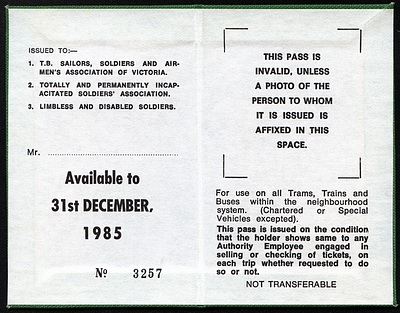 ISSUED TO:—
1. T.B. SAILORS, SOLDIERS AND AIR-
MEN'S ASSOCIATION OF VICTORIA.
2. TOTALLY AND PERMANENTLY INCAP-
ACITATED SOLDIERS' ASSOCIATION.
3. LIMBLESS AND DISABLED SOLDIERS.
Mr.
Available to
31st DECEMBER,
1985
No 3257
THIS PASS IS
INVALID, UNLESS
A PHOTO OF THE
PERSON TO WHOM
IT IS ISSUED IS
AFFIXED IN THIS
SPACE.
For use on all Trams, Trains and
Buses within the neighbourhood
system. (Chartered or Special
Vehicles excepted).
This pass is issued on the condition
that the holder shows same to any
Authority Employee engaged in
selling or checking of tickets, on
each trip whether requested to do
so or not.
NOT TRANSFERABLE